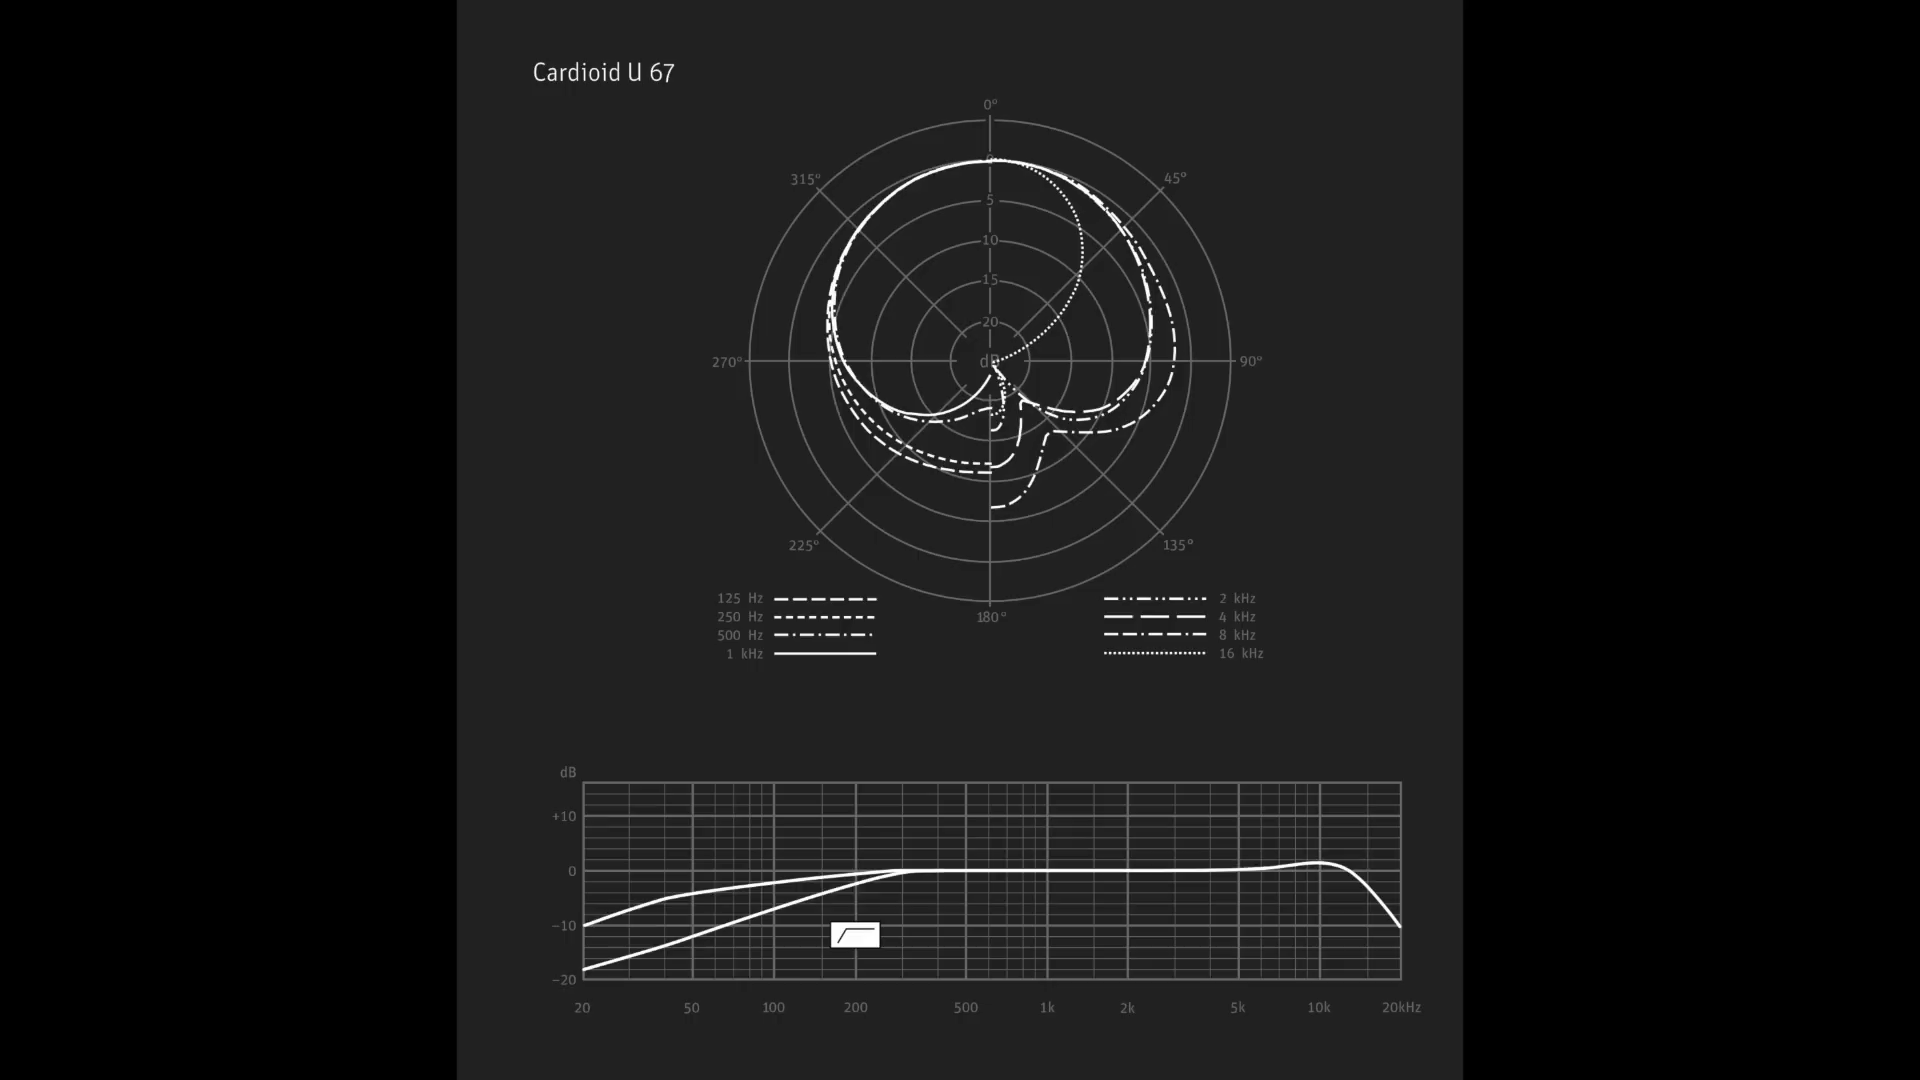 Cardioid U 67
0°
315°
45°
0
5
10
15
20
dB
270°
90°
225°
135°
180°
125 Hz
250 Hz
500 Hz
1 kHz
2 kHz
4 kHz
8 kHz
16 kHz
dB
+10
0
−10
−20
20 50 100 200 500 1k 2k 5k 10k 20kHz